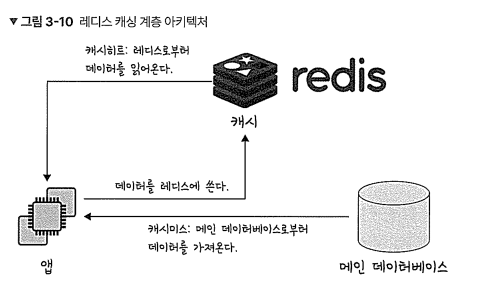 ▼ 그림 3-10 레디스 캐싱 계층 아키텍처
캐시히트: 레디스로부터
데이터를 읽어온다.
redis
캐시
데이터를 레디스에 쓴다.
캐시미스: 메인 데이터베이스로부터
데이터를 가져온다.
앱
메인 데이터베이스